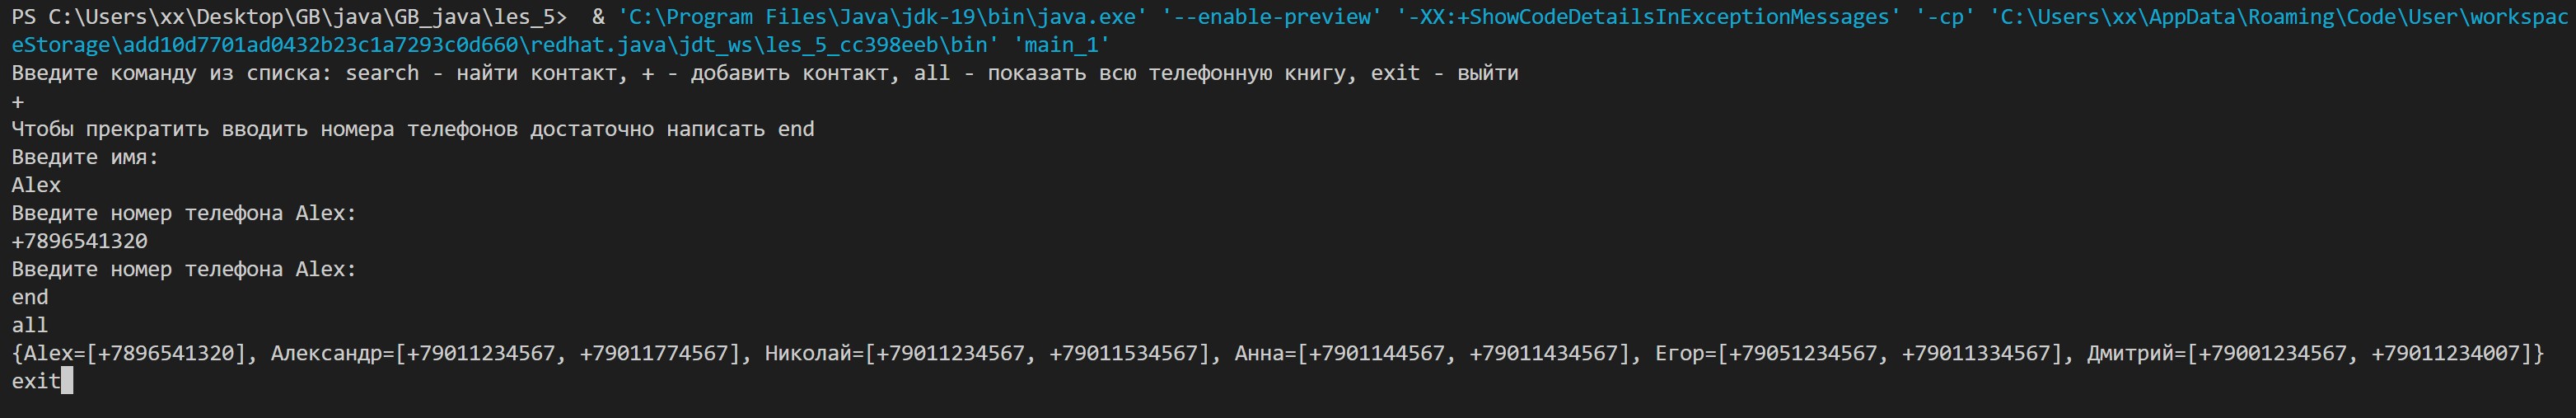 PS C:\Users\xx\Desktop\GB\java\GB_java\les_5>  & 'C:\Program Files\Java\jdk-19\bin\java.exe' '--enable-preview' '-XX:+ShowCodeDetailsInExceptionMessages' '-cp' 'C:\Users\xx\AppData\Roaming\Code\User\workspac
eStorage\add10d7701ad0432b23c1a7293c0d660\redhat.java\jdt_ws\les_5_cc398eeb\bin' 'main_1'
Введите команду из списка: search - найти контакт, + - добавить контакт, all - показать всю телефонную книгу, exit - выйти
+
Чтобы прекратить вводить номера телефонов достаточно написать end
Введите имя:
Alex
Введите номер телефона Alex:
+7896541320
Введите номер телефона Alex:
end
all
{Alex=[+7896541320], Александр=[+79011234567, +79011774567], Николай=[+79011234567, +79011534567], Анна=[+7901144567, +79011434567], Егор=[+79051234567, +79011334567], Дмитрий=[+79001234567, +79011234007]}
exit